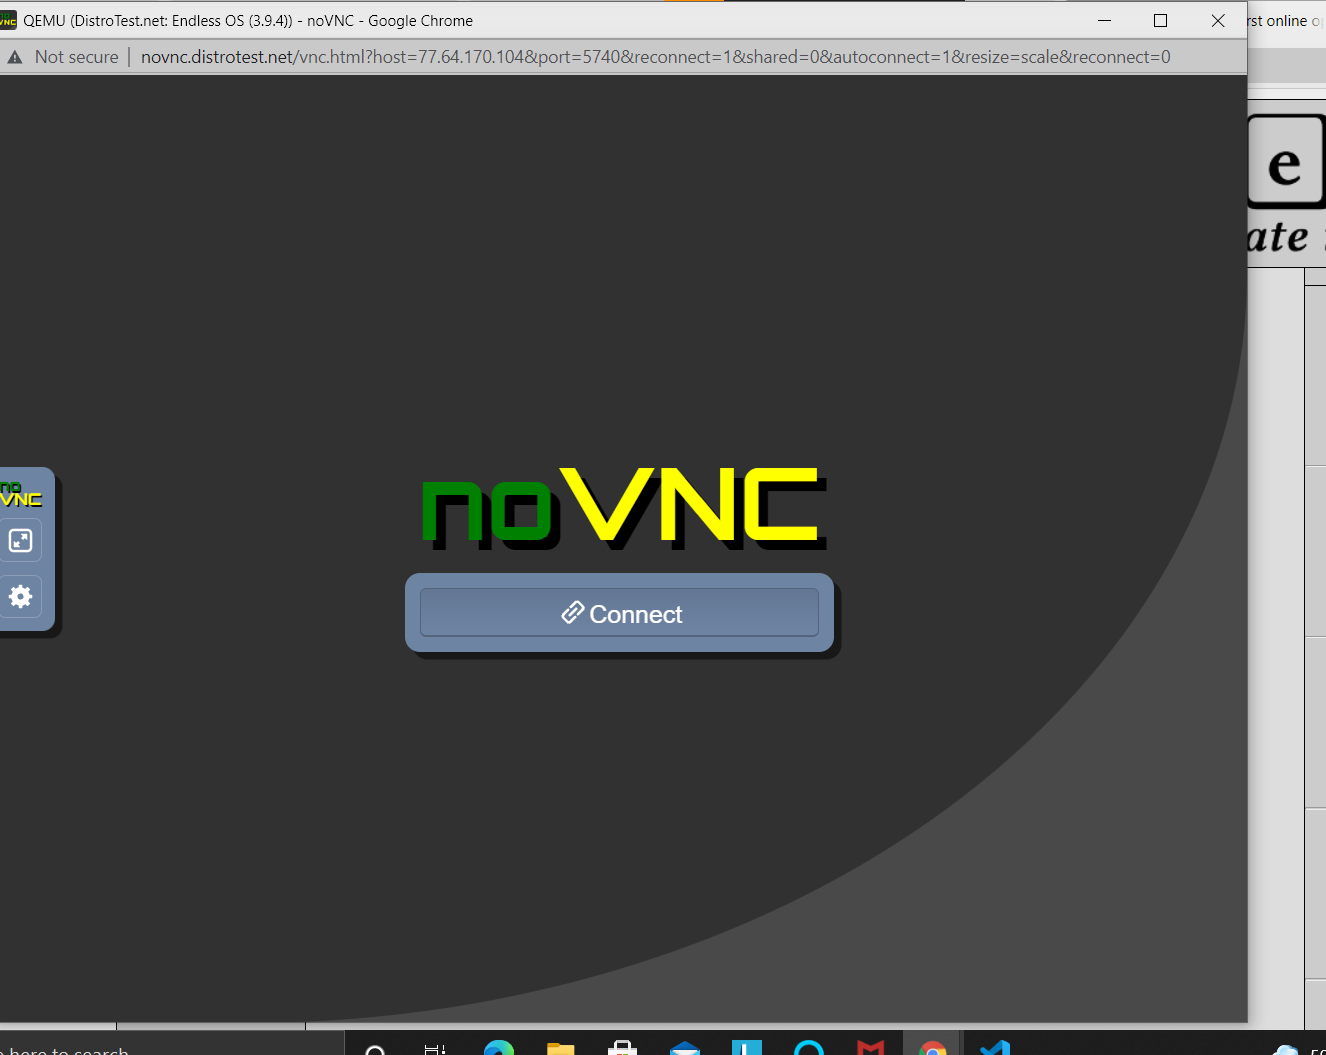 QEMU (DistroTest.net: Endless OS (3.9.4)) - noVNC - Google Chrome
rst online o
Not secure | novnc.distrotest.net/vnc.html?host=77.64.170.104&port=5740&reconnect=1&shared=0&autoconnect=1&resize=scale&reconnect=0
e
ate
no
VNC
noVNC
Connect
here to search